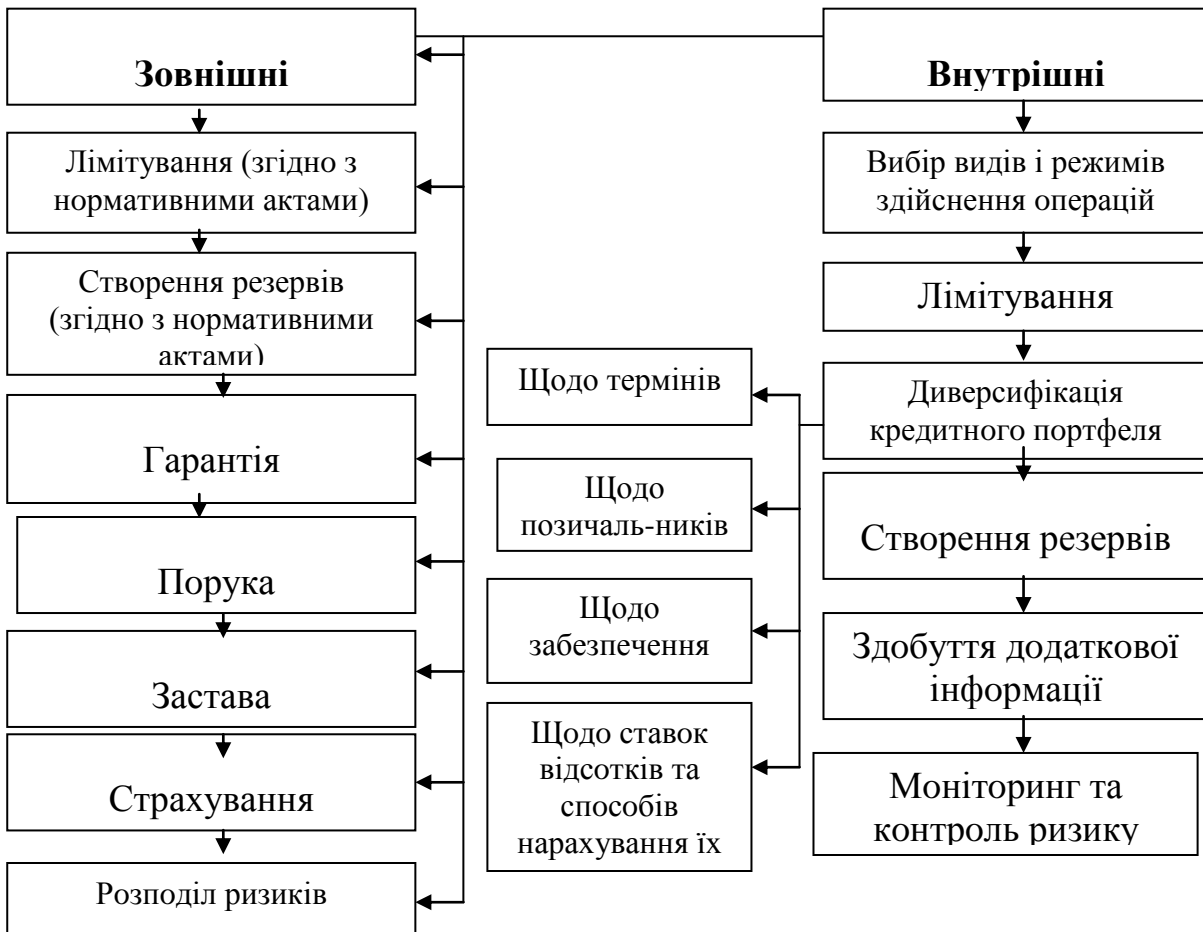 Зовнішні
Лімітування (згідно з
нормативними актами)
Створення резервів
(згідно з нормативними
актами)
Гарантія
Порука
Застава
Страхування
Розподіл ризиків
Щодо термінів
Щодо
позичаль-ників
Щодо
забезпечення
Щодо ставок
відсотків та
способів
нарахування їх
Внутрішні
Вибір видів і режимів
здійснення операцій
Лімітування
Диверсифікація
кредитного портфеля
Створення резервів
Здобуття додаткової
інформації
Моніторинг та
контроль ризику